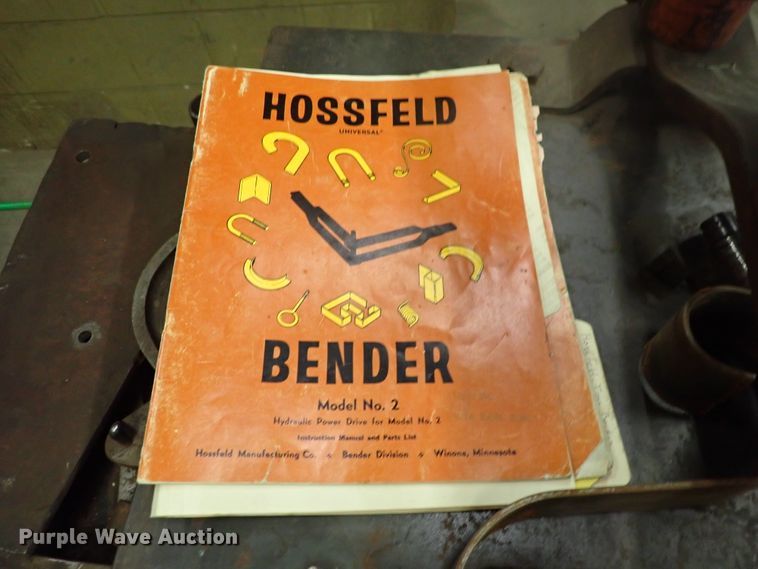 HOSSFELD
UNIVERSAL
BENDER
Model No. 2
Hydraulic Power Drive for Model No. 2
Instruction Manual and Parts List
Hossfeld Manufacturing Co. Bender Division Winona, Minnesota
Purple Wave Auction